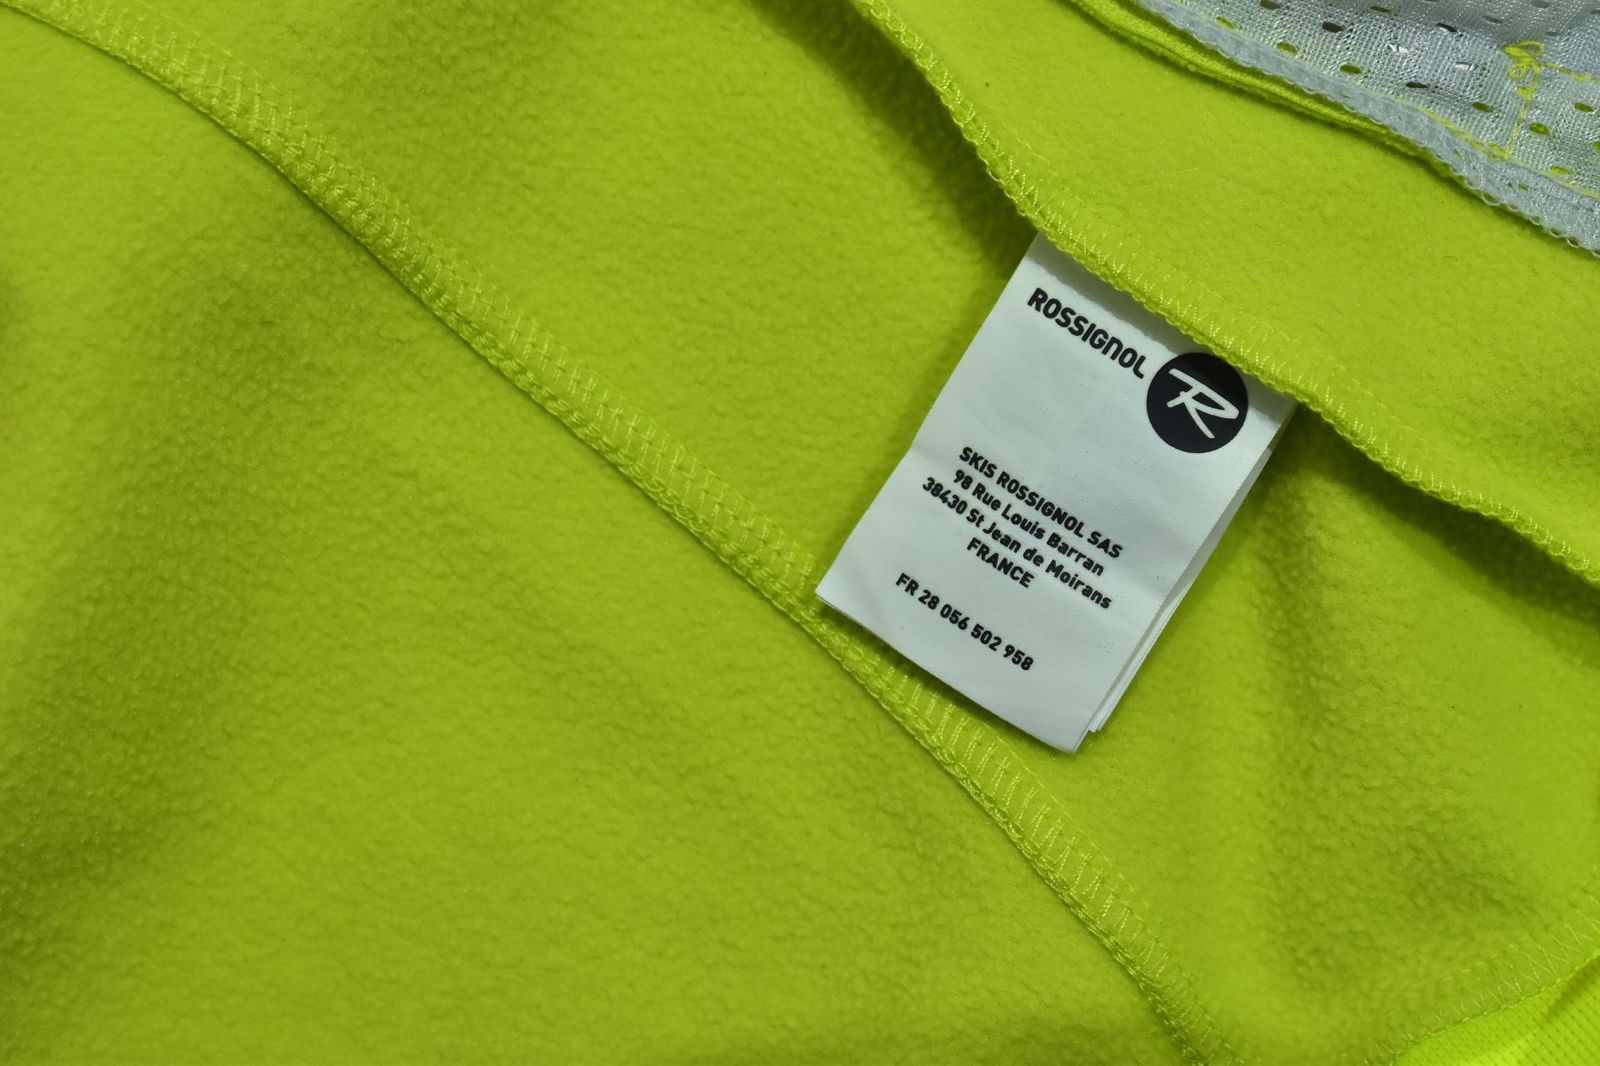 ROSSIGNOL R
SKIS ROSSIGNOL SAS
98 Rue Louis Barran
38430 St Jean de Moirans
FRANCE
FR 28 056 502 958